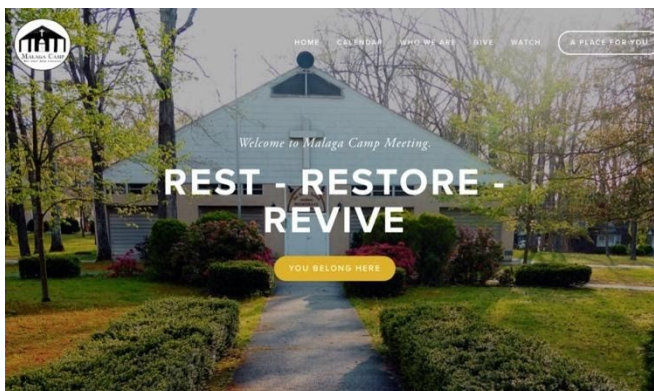 MALAGA CAMP
HOME CALENDAR WHO WE ARE GIVE WATCH A PLACE FOR YOU
Welcome to Malaga Camp Meeting.
REST - RESTORE -
REVIVE
YOU BELONG HERE